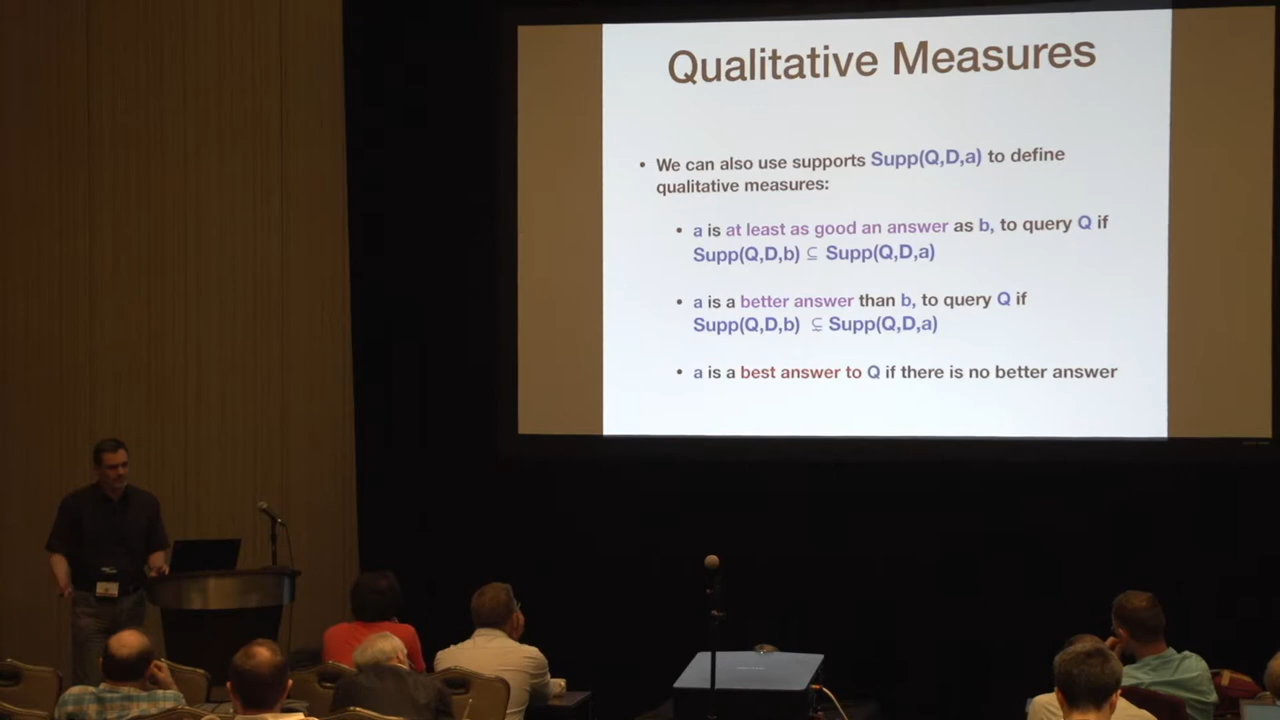 Qualitative Measures
• We can also use supports Supp(Q,D,a) to define
qualitative measures:
• a is at least as good an answer as b, to query Q if
Supp(Q,D,b) ⊆ Supp(Q,D,a)
• a is a better answer than b, to query Q if
Supp(Q,D,b) ⊊ Supp(Q,D,a)
• a is a best answer to Q if there is no better answer